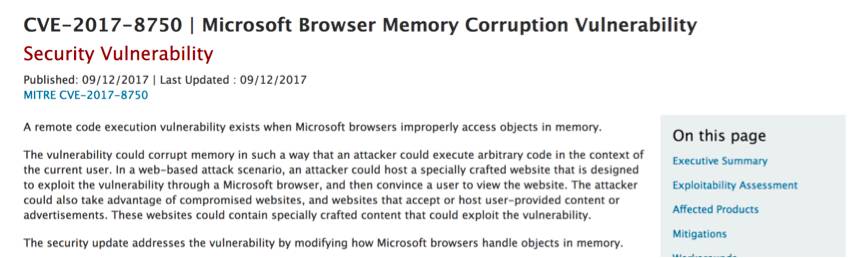 CVE-2017-8750 | Microsoft Browser Memory Corruption Vulnerability
Security Vulnerability
Published: 09/12/2017 | Last Updated : 09/12/2017
MITRE CVE-2017-8750
A remote code execution vulnerability exists when Microsoft browsers improperly access objects in memory.
The vulnerability could corrupt memory in such a way that an attacker could execute arbitrary code in the context of
the current user. In a web-based attack scenario, an attacker could host a specially crafted website that is designed
to exploit the vulnerability through a Microsoft browser, and then convince a user to view the website. The attacker
could also take advantage of compromised websites, and websites that accept or host user-provided content or
advertisements. These websites could contain specially crafted content that could exploit the vulnerability.
The security update addresses the vulnerability by modifying how Microsoft browsers handle objects in memory.
On this page
Executive Summary
Exploitability Assessment
Affected Products
Mitigations